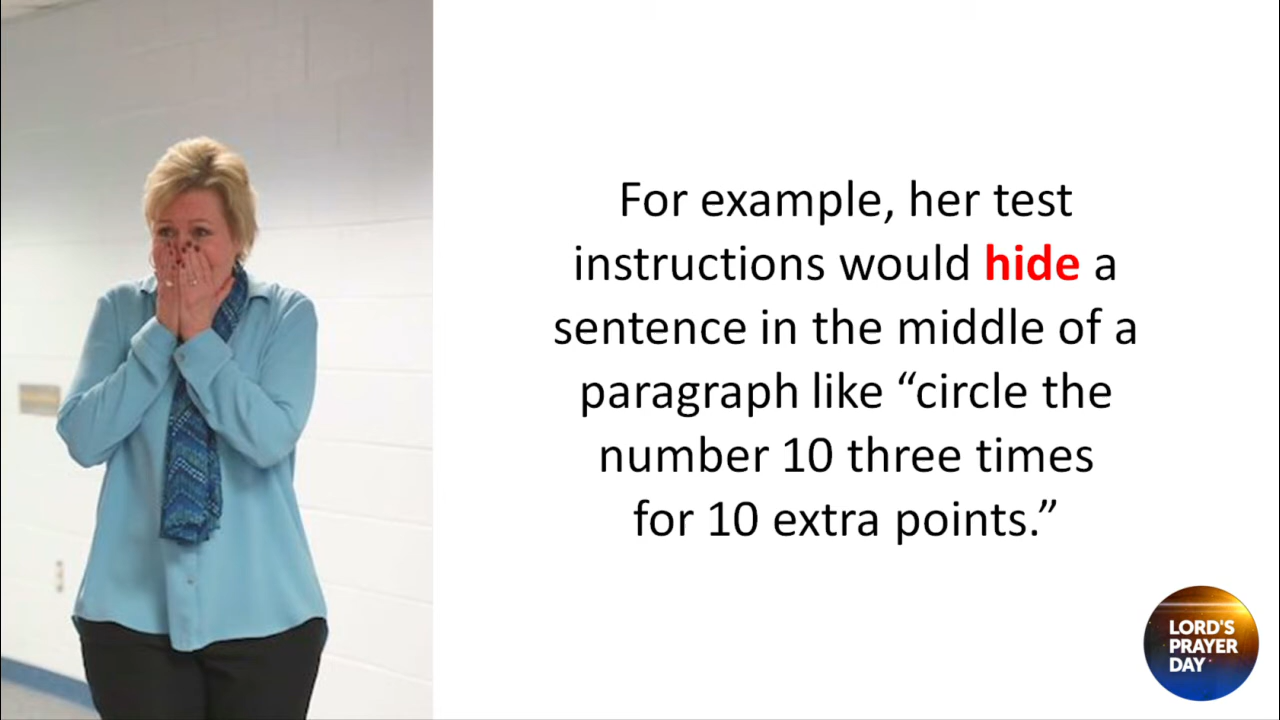 For example, her test
instructions would hide a
sentence in the middle of a
paragraph like “circle the
number 10 three times
for 10 extra points.”
LORD'S
PRAYER
DAY